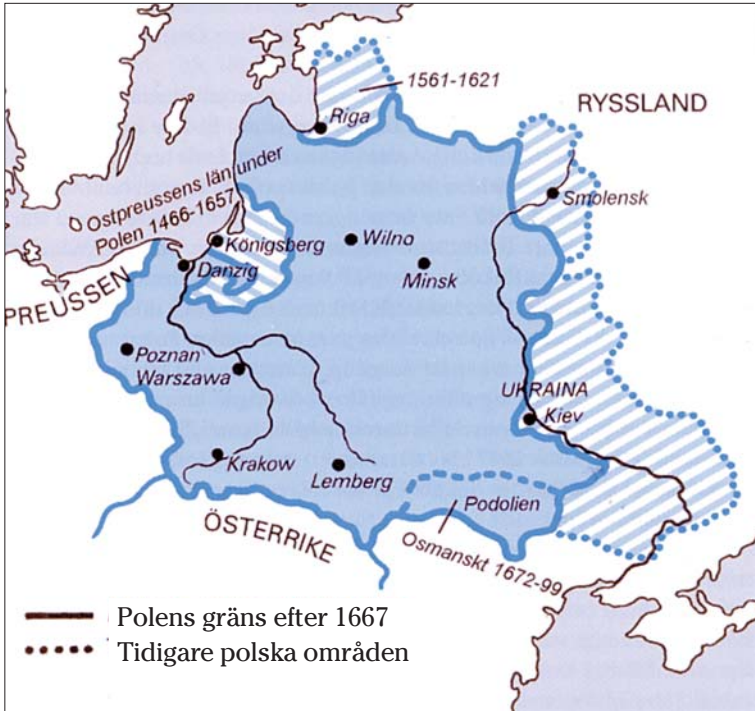 1561-1621
RYSSLAND
Riga
Ostpreussens län under
Polen 1466-1657
Smolensk
Königsberg
Wilno
Danzig
Minsk
PREUSSEN
Poznan
Warszawa
UKRAINA
Kiev
Krakow
Lemberg
Podolien
ÖSTERRIKE
Osmanskt 1672-99
Polens gräns efter 1667
Tidigare polska områden